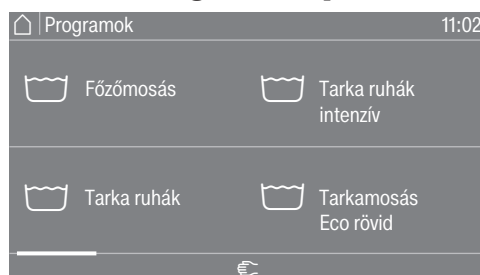 Programok 11:02
Főzőmosás
Tarka ruhák
intenzív
Tarka ruhák
Tarkamosás
Eco rövid